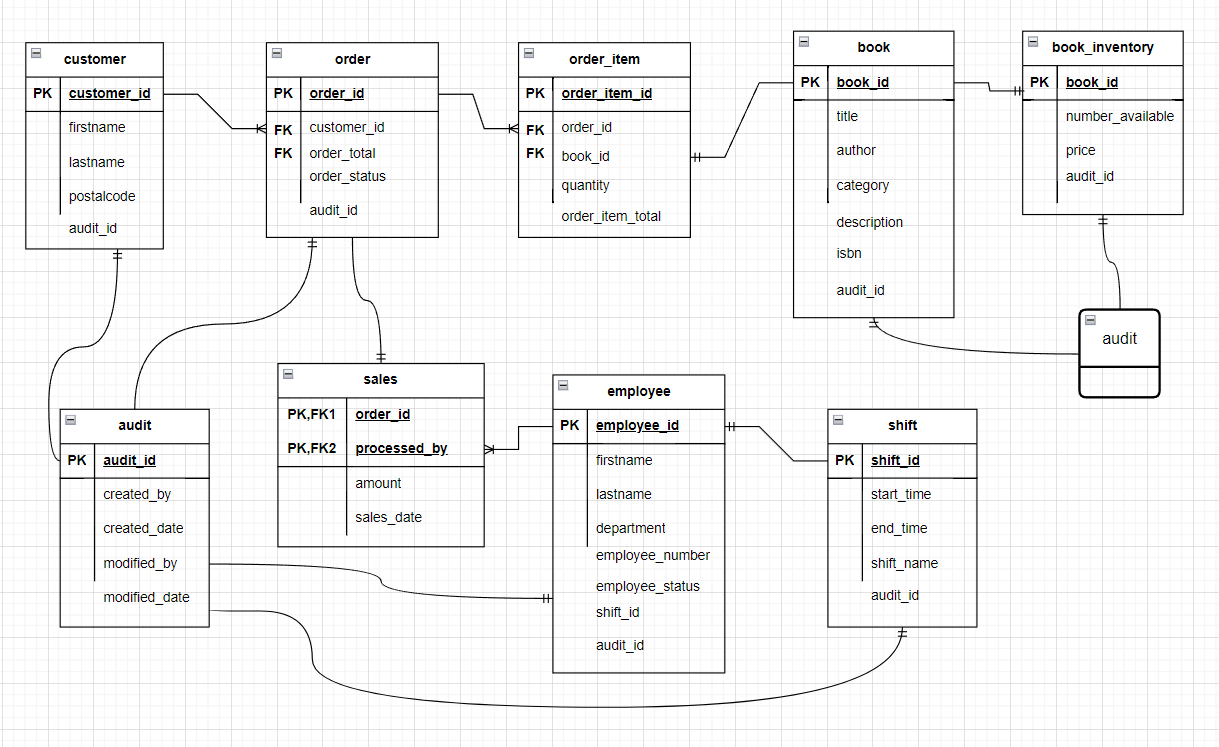 customer
PK customer_id
firstname
lastname
postalcode
audit_id
order
PK order_id
FK customer_id
FK order_total
order_status
audit_id
order_item
PK order_item_id
FK order_id
FK book_id
quantity
order_item_total
book
PK book_id
title
author
category
description
isbn
audit_id
book_inventory
PK book_id
number_available
price
audit_id
audit
audit
PK audit_id
created_by
created_date
modified_by
modified_date
sales
PK,FK1 order_id
PK,FK2 processed_by
amount
sales_date
employee
PK employee_id
firstname
lastname
department
employee_number
employee_status
shift_id
audit_id
shift
PK shift_id
start_time
end_time
shift_name
audit_id